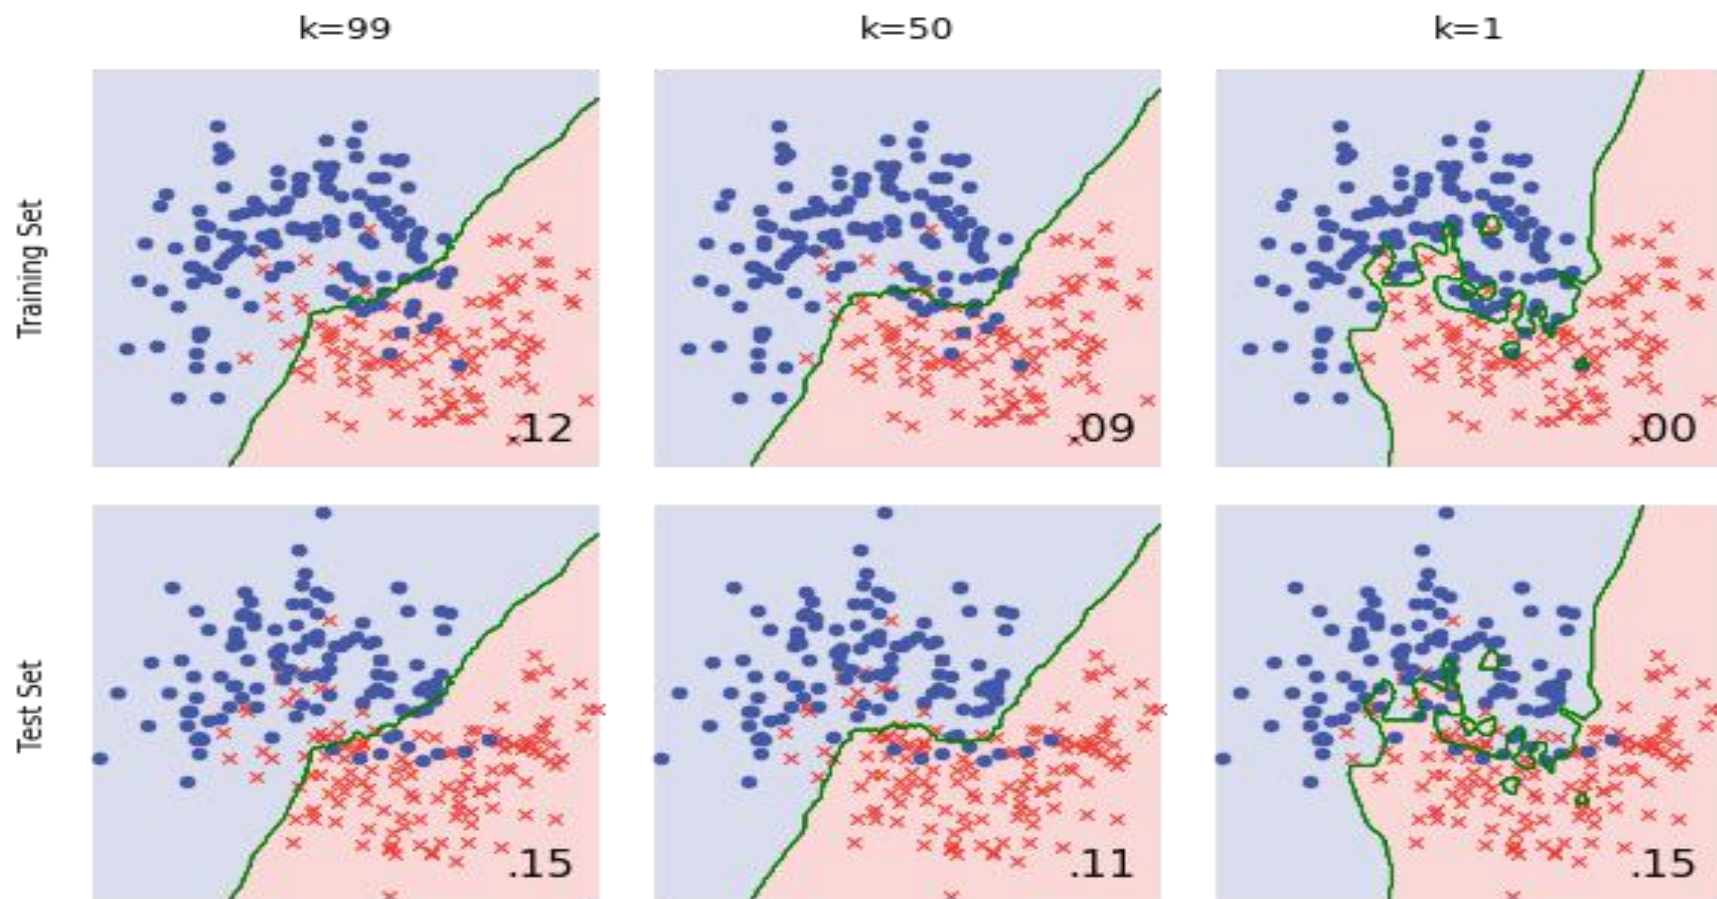 k=99 k=50 k=1
Training Set
.12 .09 .00
Test Set
.15 .11 .15